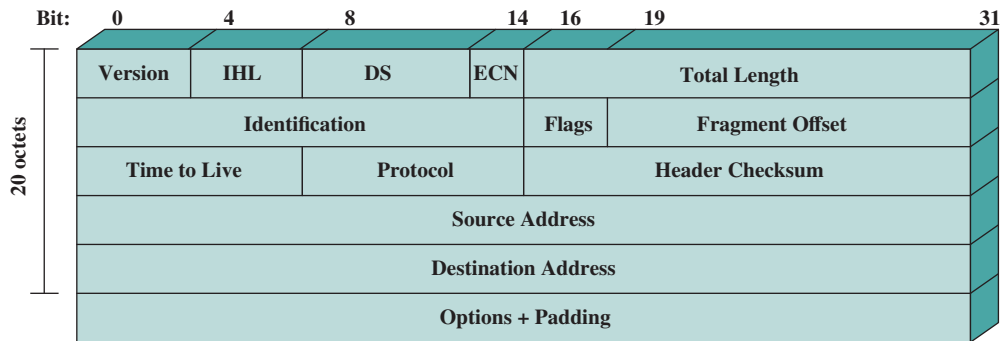 Bit: 0 4 8 14 16 19 31
Version IHL DS ECN Total Length
Identification Flags Fragment Offset
Time to Live Protocol Header Checksum
Source Address
Destination Address
Options + Padding
20 octets